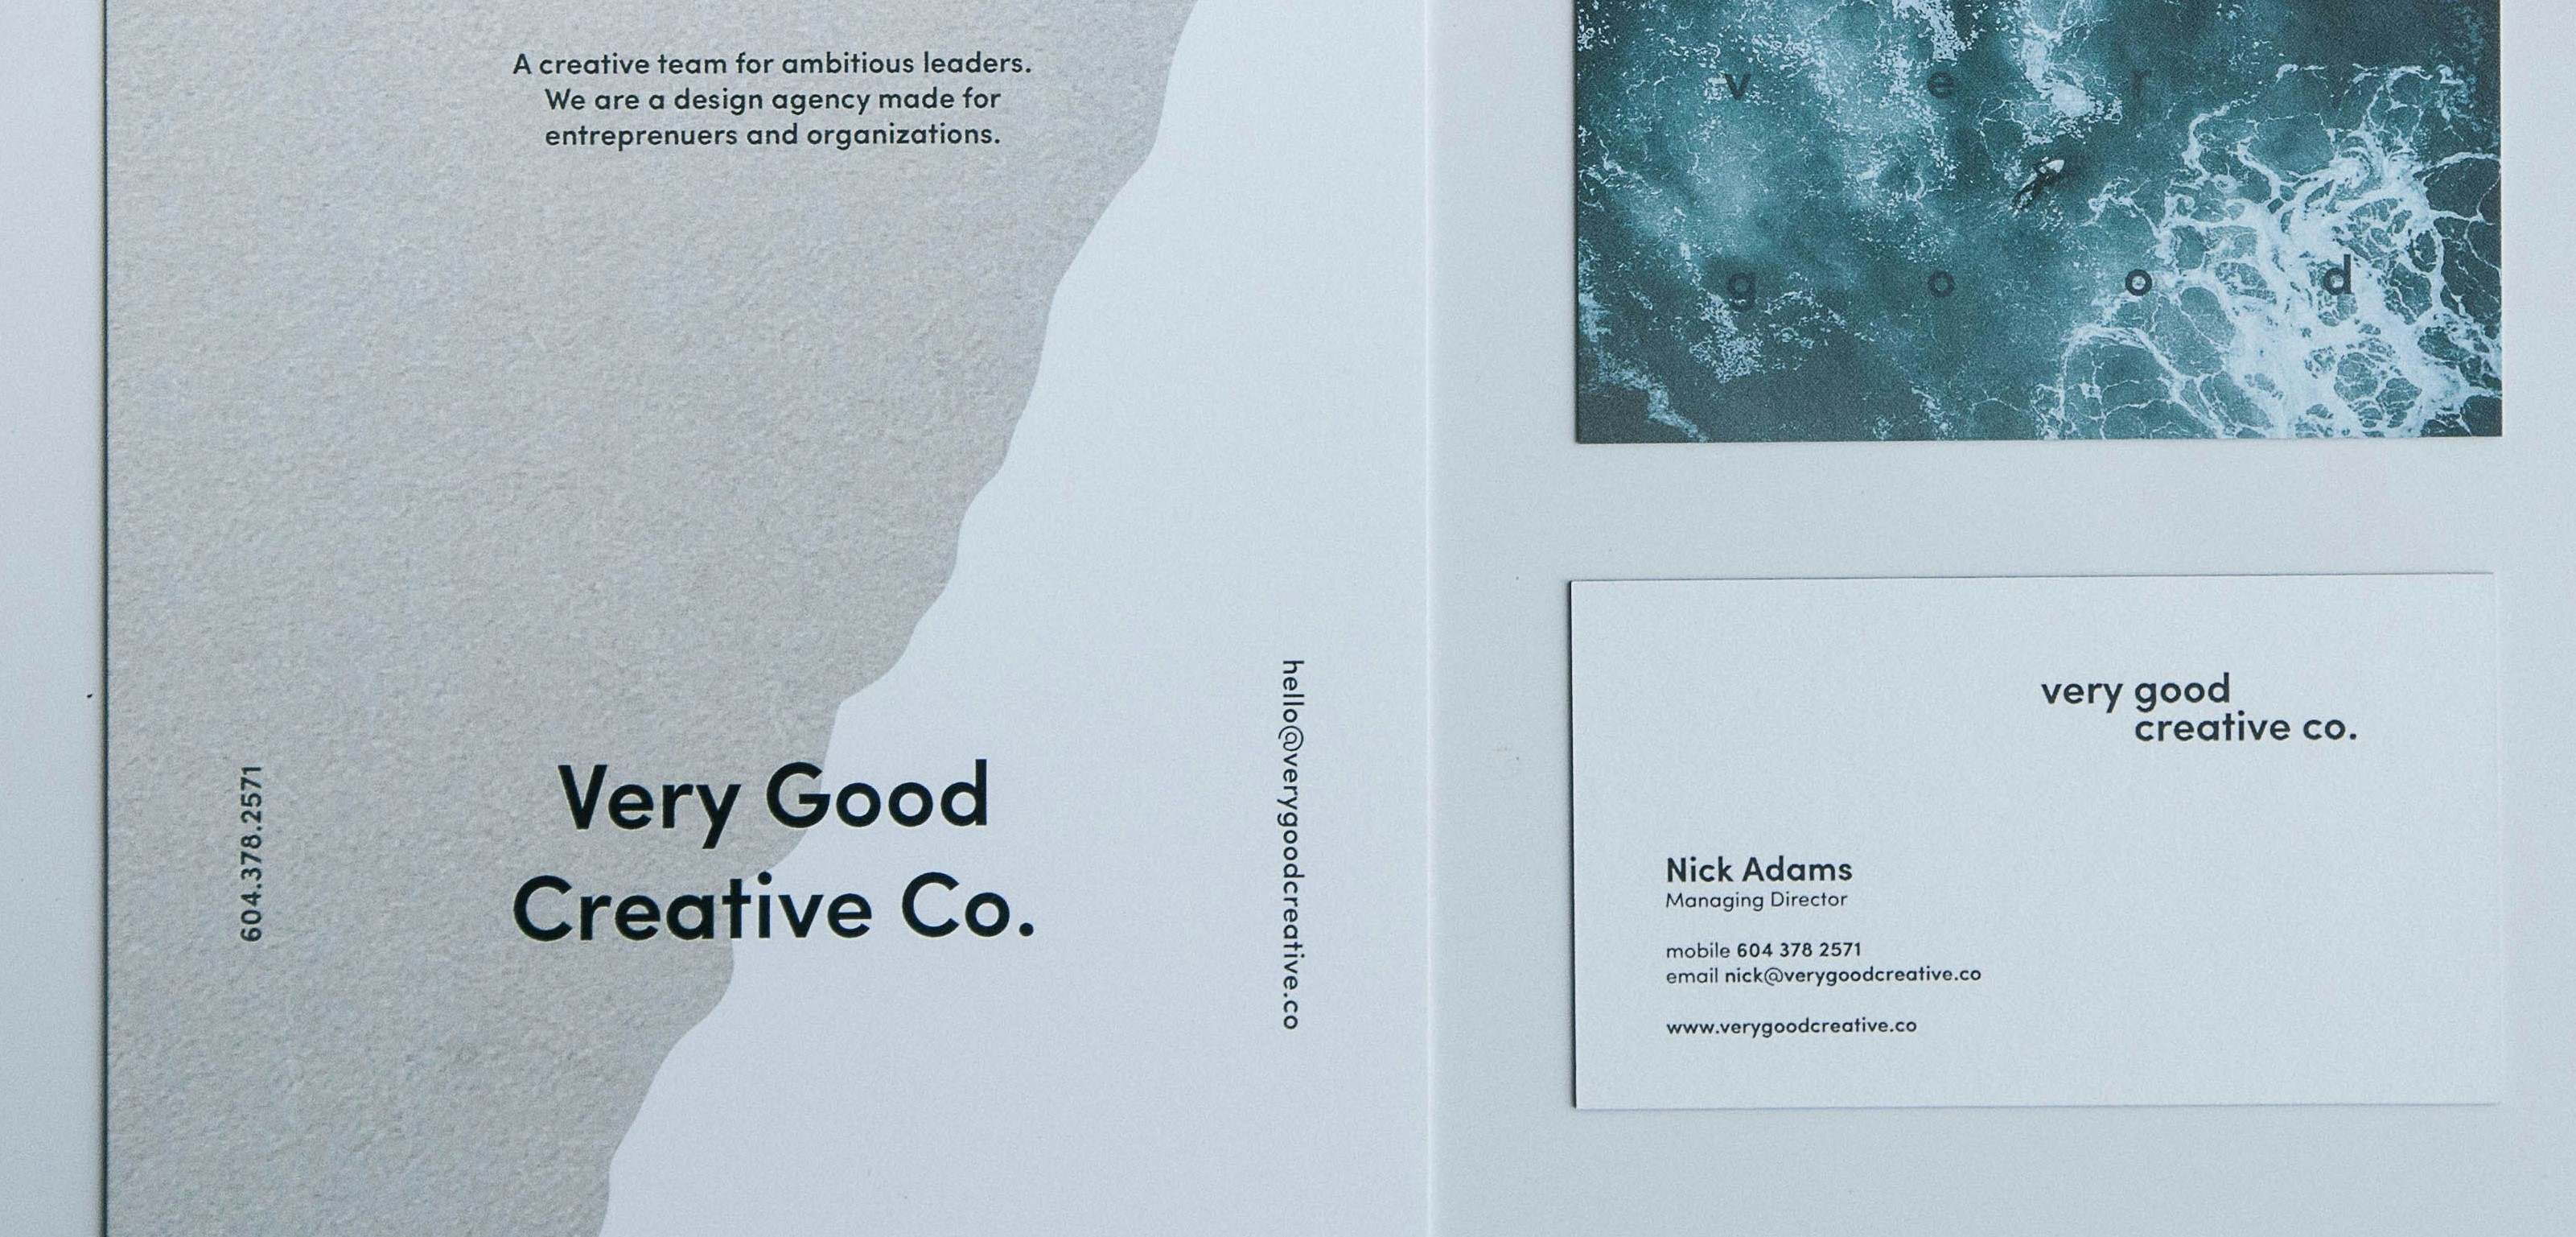 A creative team for ambitious leaders.
We are a design agency made for
entreprenuers and organizations.
604.378.2571
Very Good
Creative Co.
hello@verygoodcreative.co
v e r y
g o o d
very good
creative co.
Nick Adams
Managing Director
mobile 604 378 2571
email nick@verygoodcreative.co
www.verygoodcreative.co